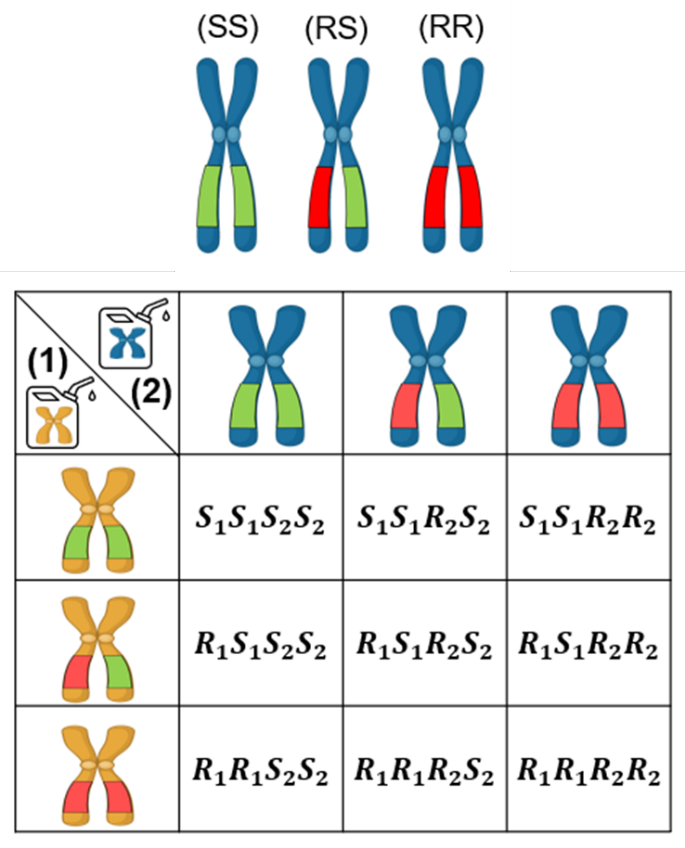 (SS) (RS) (RR)
(1) (2)
S₁S₁S₂S₂ S₁S₁R₂S₂ S₁S₁R₂R₂
R₁S₁S₂S₂ R₁S₁R₂S₂ R₁S₁R₂R₂
R₁R₁S₂S₂ R₁R₁R₂S₂ R₁R₁R₂R₂